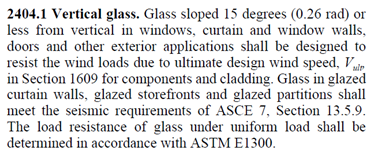 2404.1 Vertical glass. Glass sloped 15 degrees (0.26 rad) or
less from vertical in windows, curtain and window walls,
doors and other exterior applications shall be designed to
resist the wind loads due to ultimate design wind speed, Vult,
in Section 1609 for components and cladding. Glass in glazed
curtain walls, glazed storefronts and glazed partitions shall
meet the seismic requirements of ASCE 7, Section 13.5.9.
The load resistance of glass under uniform load shall be
determined in accordance with ASTM E1300.